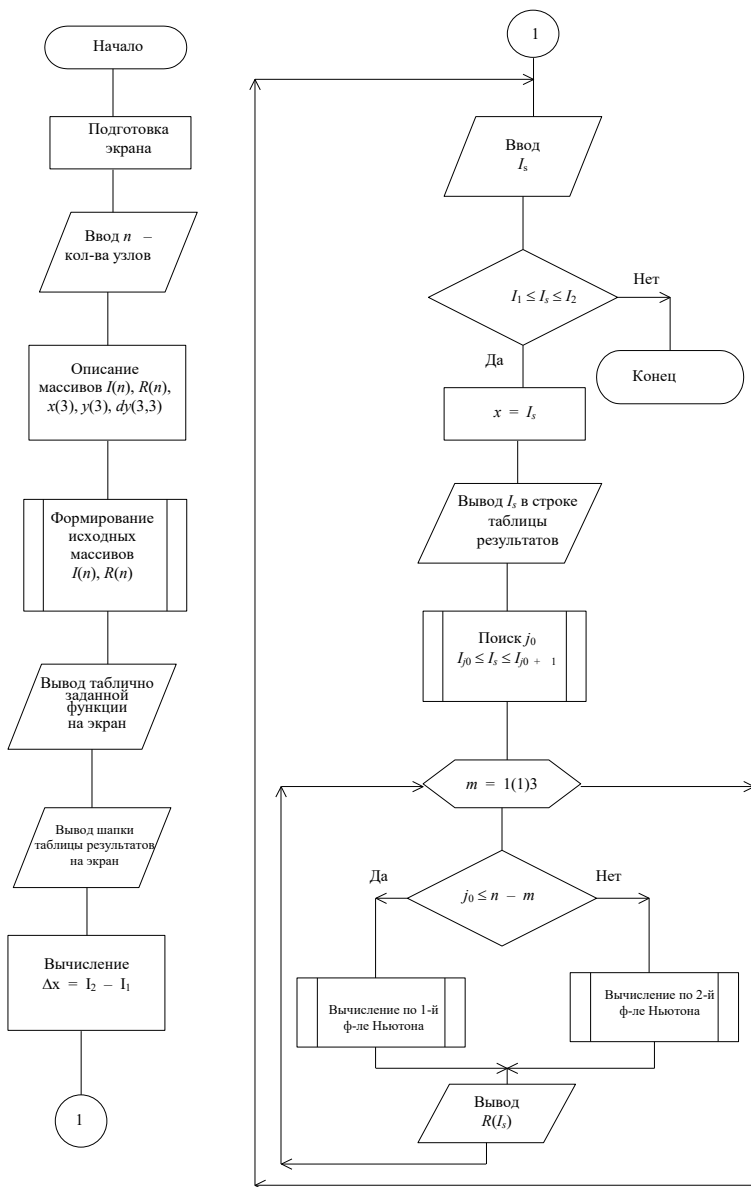 Начало
Подготовка
экрана
Ввод n –
кол-ва узлов
Описание
массивов I(n), R(n),
x(3), y(3), dy(3,3)
Формирование
исходных
массивов
I(n), R(n)
Вывод таблично
заданной
функции
на экран
Вывод шапки
таблицы результатов
на экран
Вычисление
Δx = I2 – I1
1
1
Ввод
Is
I1 ≤ Is ≤ I2
Нет
Да
Конец
x = Is
Вывод Is в строке
таблицы
результатов
Поиск j0
Ij0 ≤ Is ≤ Ij0 + 1
m = 1(1)3
Да
Нет
j0 ≤ n – m
Вычисление по 1-й
ф-ле Ньютона
Вычисление по 2-й
ф-ле Ньютона
Вывод
R(Is)